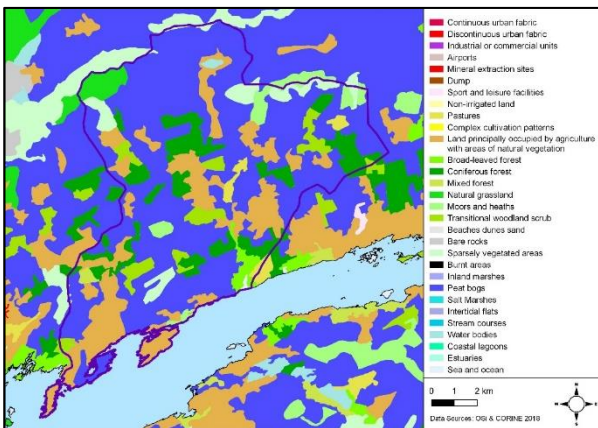 Continuous urban fabric
Discontinuous urban fabric
Industrial or commercial units
Airports
Mineral extraction sites
Dump
Sport and leisure facilities
Non-irrigated land
Pastures
Complex cultivation patterns
Land principally occupied by agriculture
with areas of natural vegetation
Broad-leaved forest
Coniferous forest
Mixed forest
Natural grassland
Moors and heaths
Transitional woodland scrub
Beaches dunes sand
Bare rocks
Sparsely vegetated areas
Burnt areas
Inland marshes
Peat bogs
Salt Marshes
Intertidal flats
Stream courses
Water bodies
Coastal lagoons
Estuaries
Sea and ocean
0 1 2 km
Data Sources: OSi & CORINE 2018